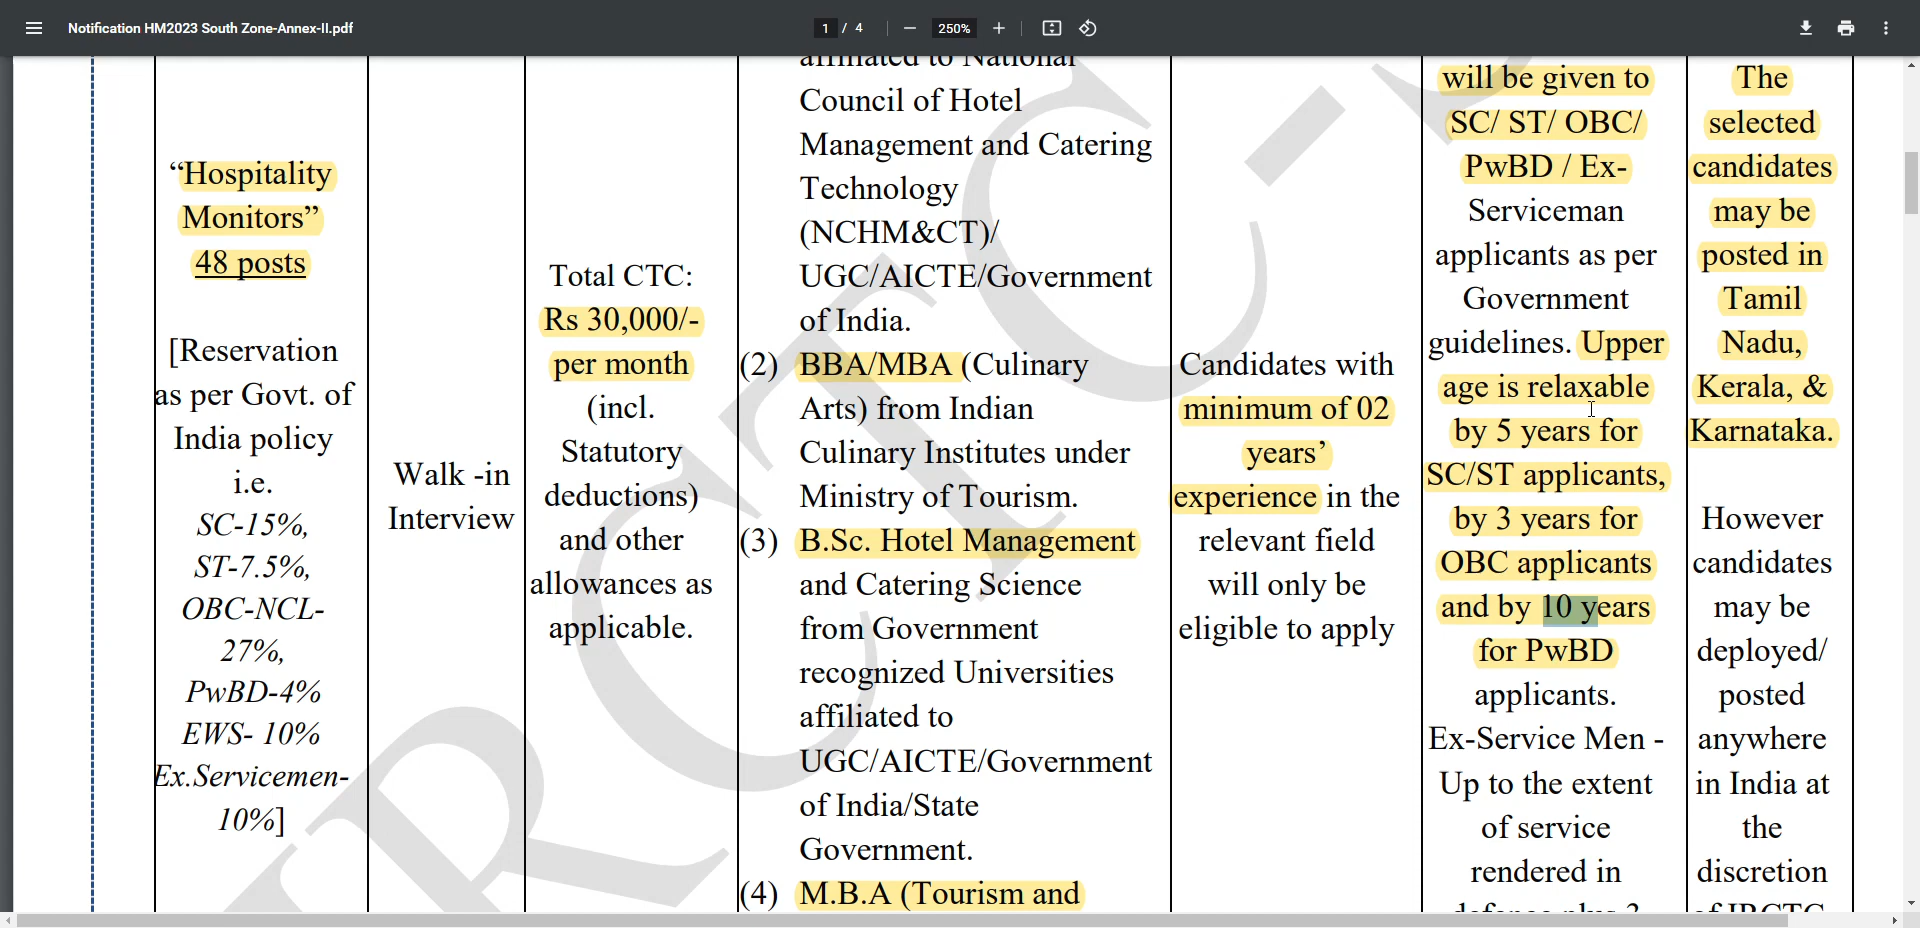 Notification HM2023 South Zone-Annex-II.pdf
1 / 4
250%
“Hospitality
Monitors”
48 posts
[Reservation
as per Govt. of
India policy
i.e.
SC-15%,
ST-7.5%,
OBC-NCL-
27%,
PwBD-4%
EWS- 10%
Ex.Servicemen-
10%]
Walk -in
Interview
Total CTC:
Rs 30,000/-
per month
(incl.
Statutory
deductions)
and other
allowances as
applicable.
affiliated to National
Council of Hotel
Management and Catering
Technology
(NCHM&CT)/
UGC/AICTE/Government
of India.
(2) BBA/MBA (Culinary
Arts) from Indian
Culinary Institutes under
Ministry of Tourism.
(3) B.Sc. Hotel Management
and Catering Science
from Government
recognized Universities
affiliated to
UGC/AICTE/Government
of India/State
Government.
(4) M.B.A (Tourism and
Candidates with
minimum of 02
years’
experience in the
relevant field
will only be
eligible to apply
will be given to
SC/ ST/ OBC/
PwBD / Ex-
Serviceman
applicants as per
Government
guidelines. Upper
age is relaxable
by 5 years for
SC/ST applicants,
by 3 years for
OBC applicants
and by 10 years
for PwBD
applicants.
Ex-Service Men -
Up to the extent
of service
rendered in
defence plus 3
The
selected
candidates
may be
posted in
Tamil
Nadu,
Kerala, &
Karnataka.
However
candidates
may be
deployed/
posted
anywhere
in India at
the
discretion
of IRCTC